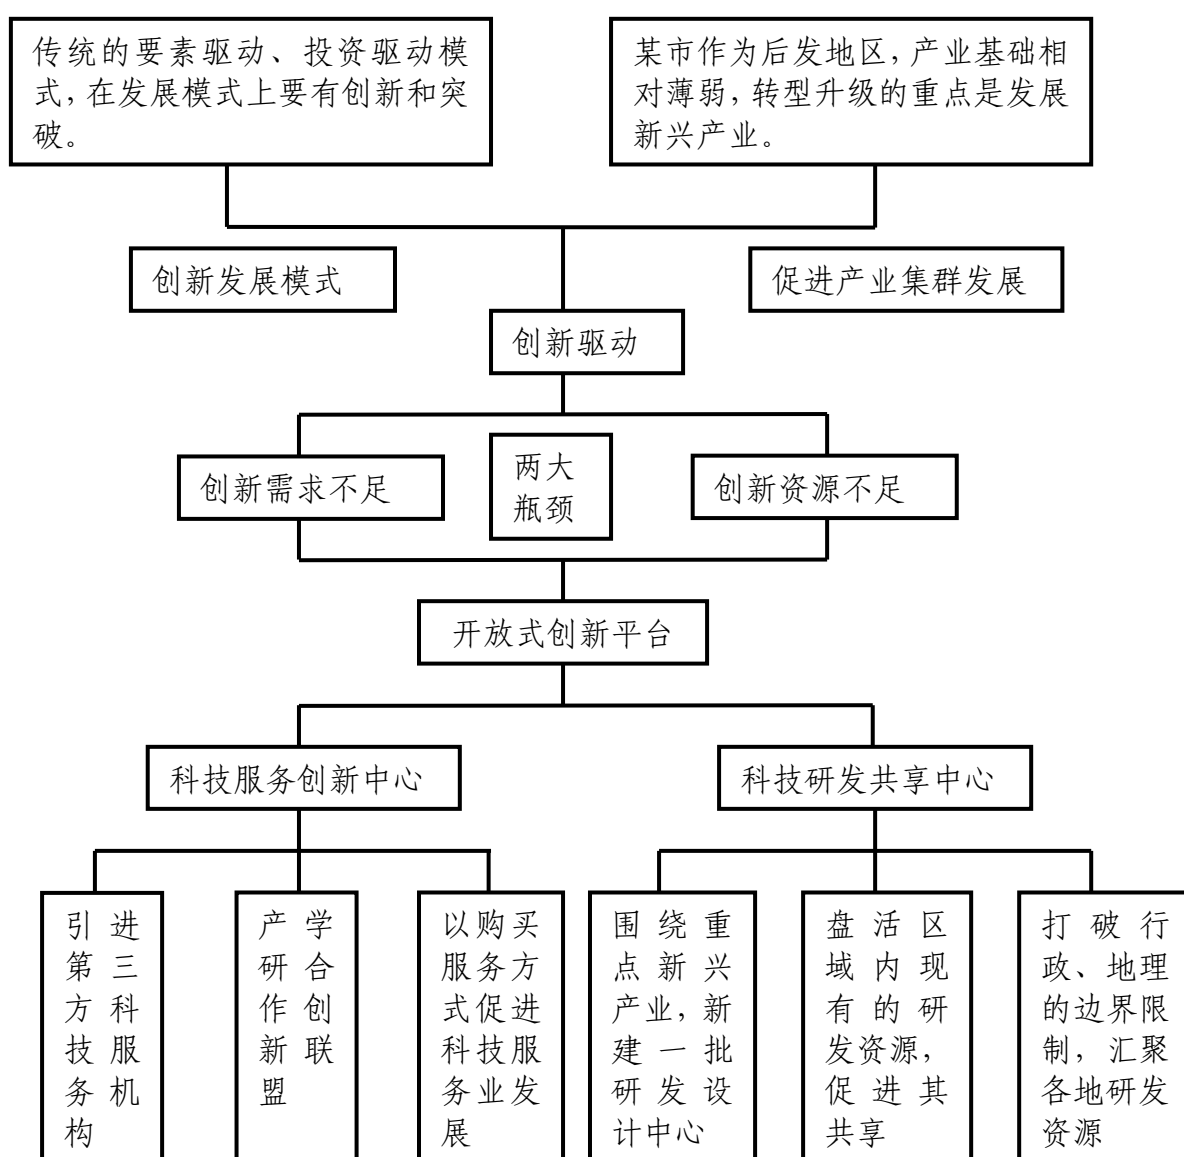 传统的要素驱动、投资驱动模
式,在发展模式上要有创新和突
破。
某市作为后发地区,产业基础相
对薄弱,转型升级的重点是发展
新兴产业。
创新发展模式
促进产业集群发展
创新驱动
创新需求不足
两大
瓶颈
创新资源不足
开放式创新平台
科技服务创新中心
科技研发共享中心
引进
第三
方科
技服
务机
构
产学
研合
作创
新联
盟
以购买
服务方
式促进
科技服
务业发
展
围绕重
点新兴
产业,新
建一批
研发设
计中心
盘活区
域内现
有的研
发资源,
促进其
共享
打破行
政、地理
的边界限
制,汇聚
各地研发
资源